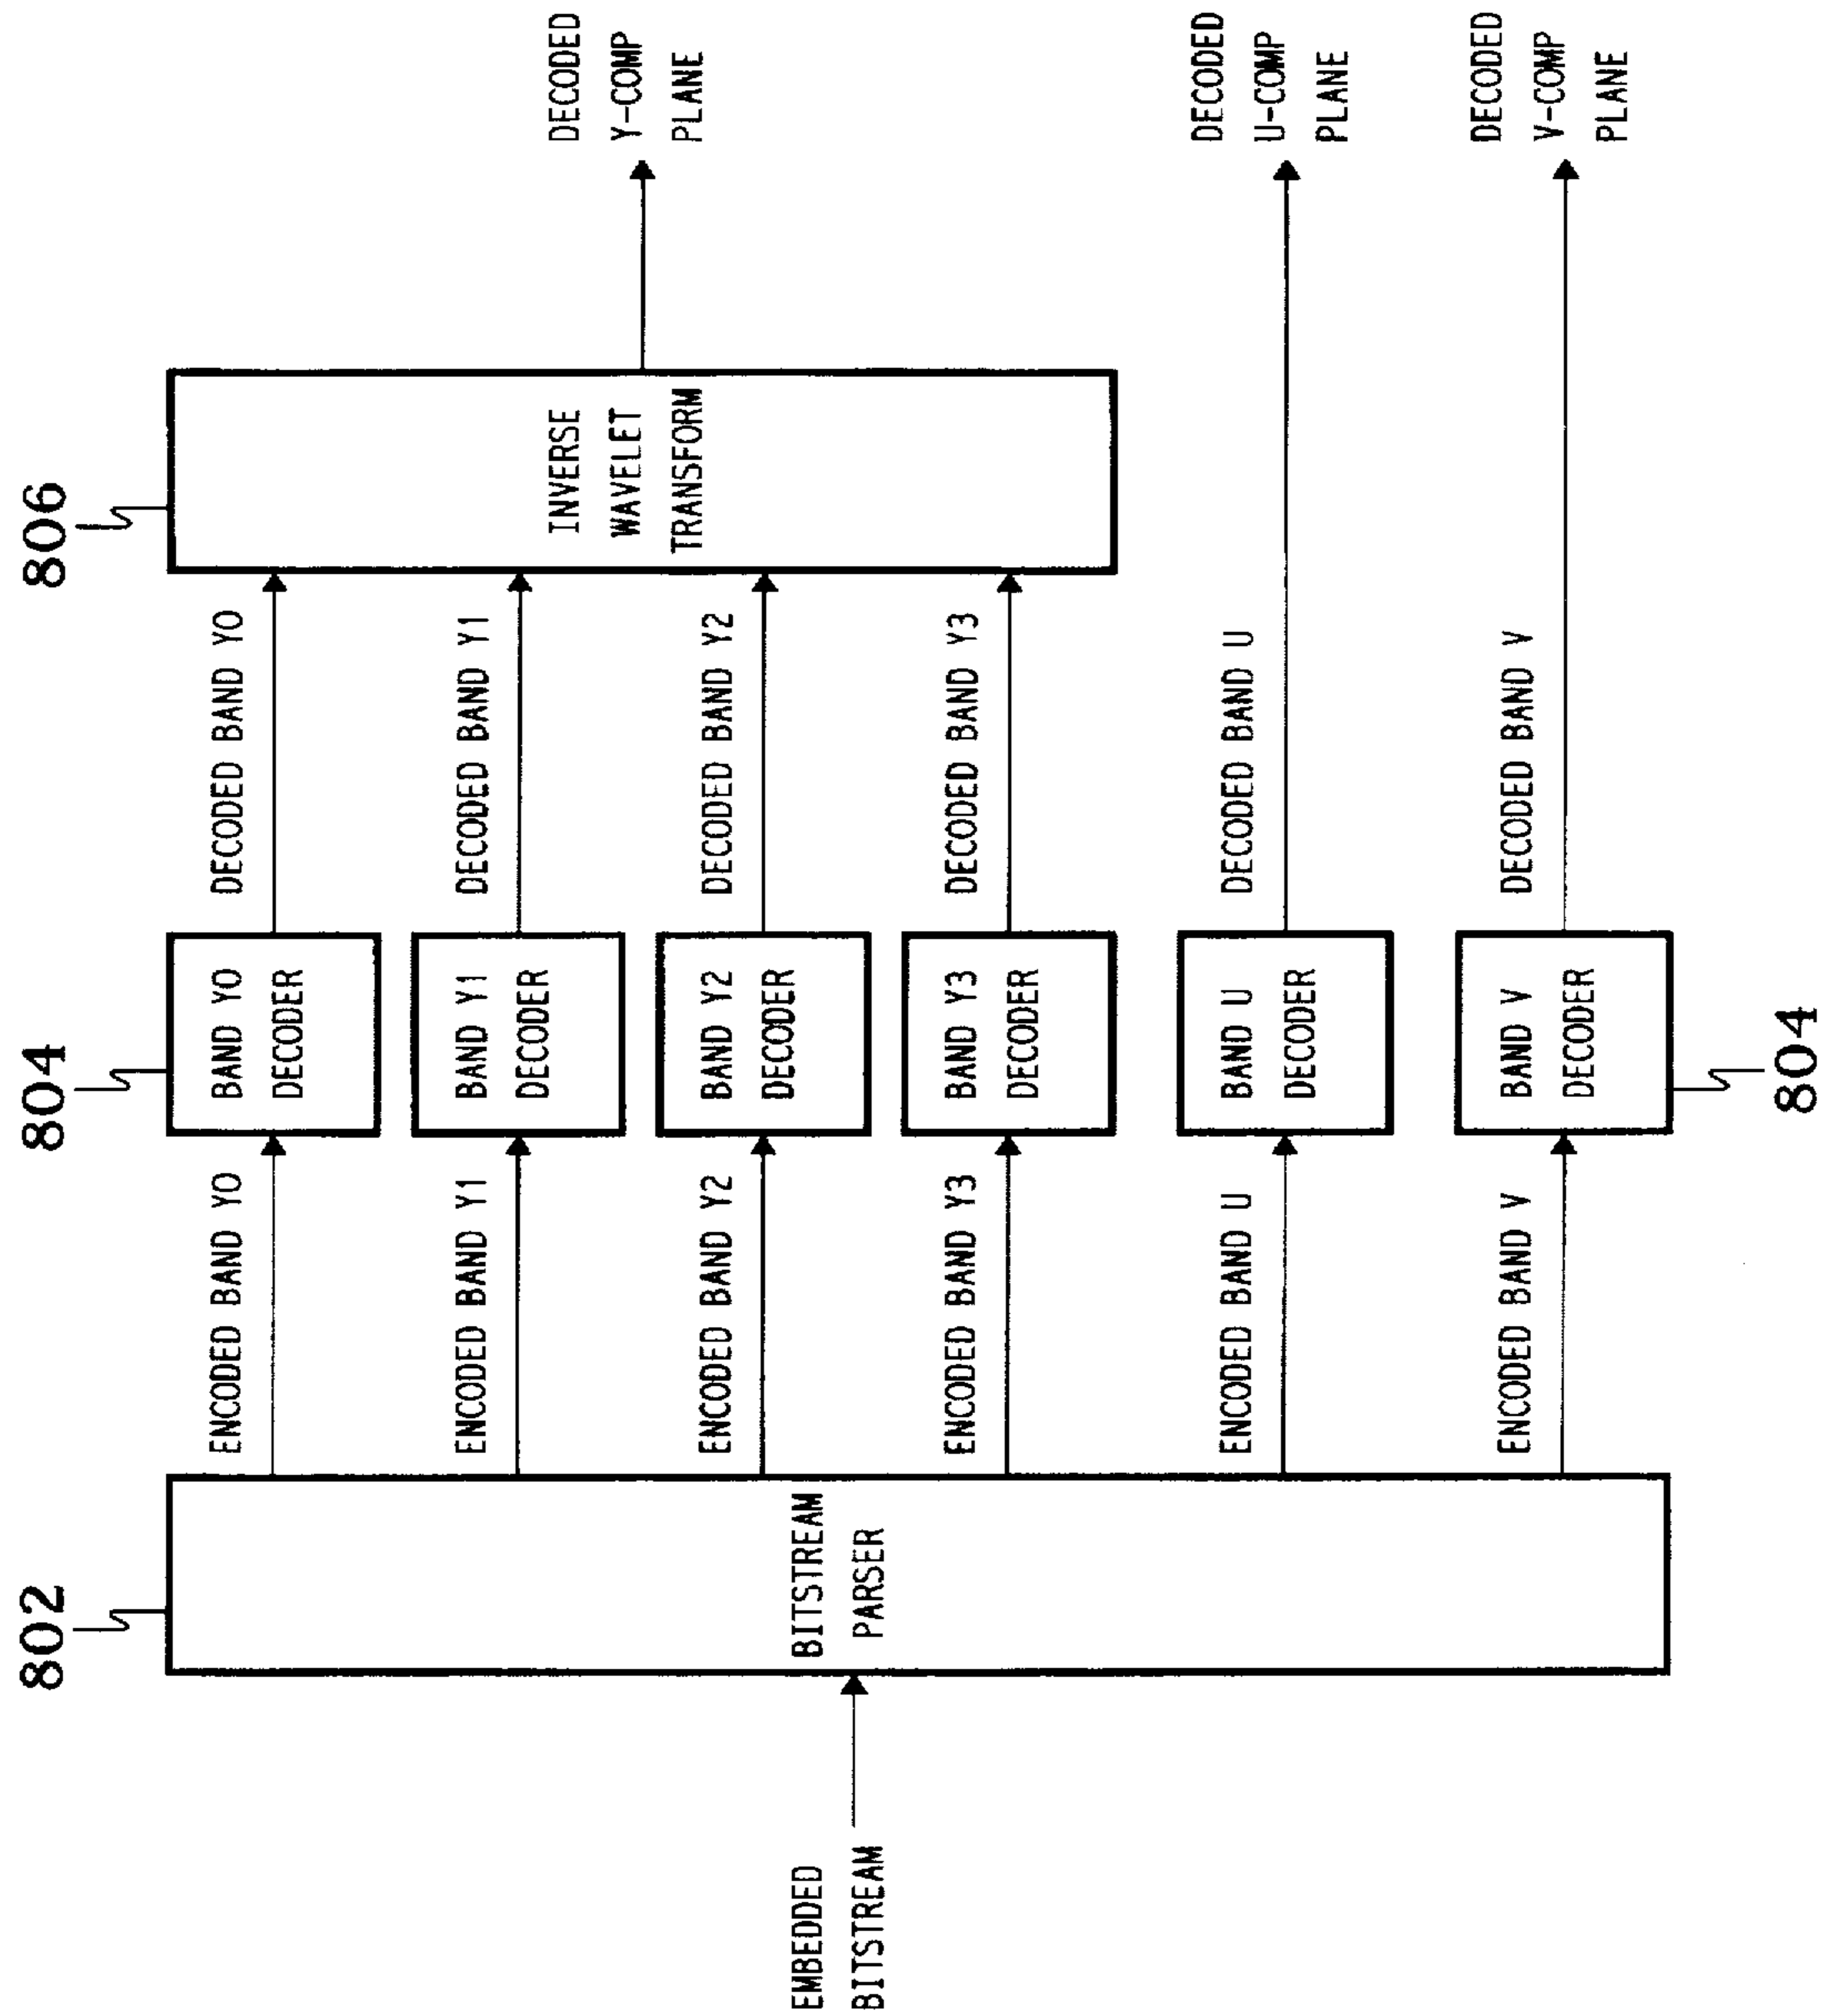 802
804
806
EMBEDDED
BITSTREAM
BITSTREAM
PARSER
ENCODED BAND Y0
BAND Y0
DECODER
DECODED BAND Y0
ENCODED BAND Y1
BAND Y1
DECODER
DECODED BAND Y1
ENCODED BAND Y2
BAND Y2
DECODER
DECODED BAND Y2
ENCODED BAND Y3
BAND Y3
DECODER
DECODED BAND Y3
INVERSE
WAVELET
TRANSFORM
DECODED
Y-COMP
PLANE
ENCODED BAND U
BAND U
DECODER
DECODED BAND U
DECODED
U-COMP
PLANE
ENCODED BAND V
BAND V
DECODER
DECODED BAND V
DECODED
V-COMP
PLANE
804